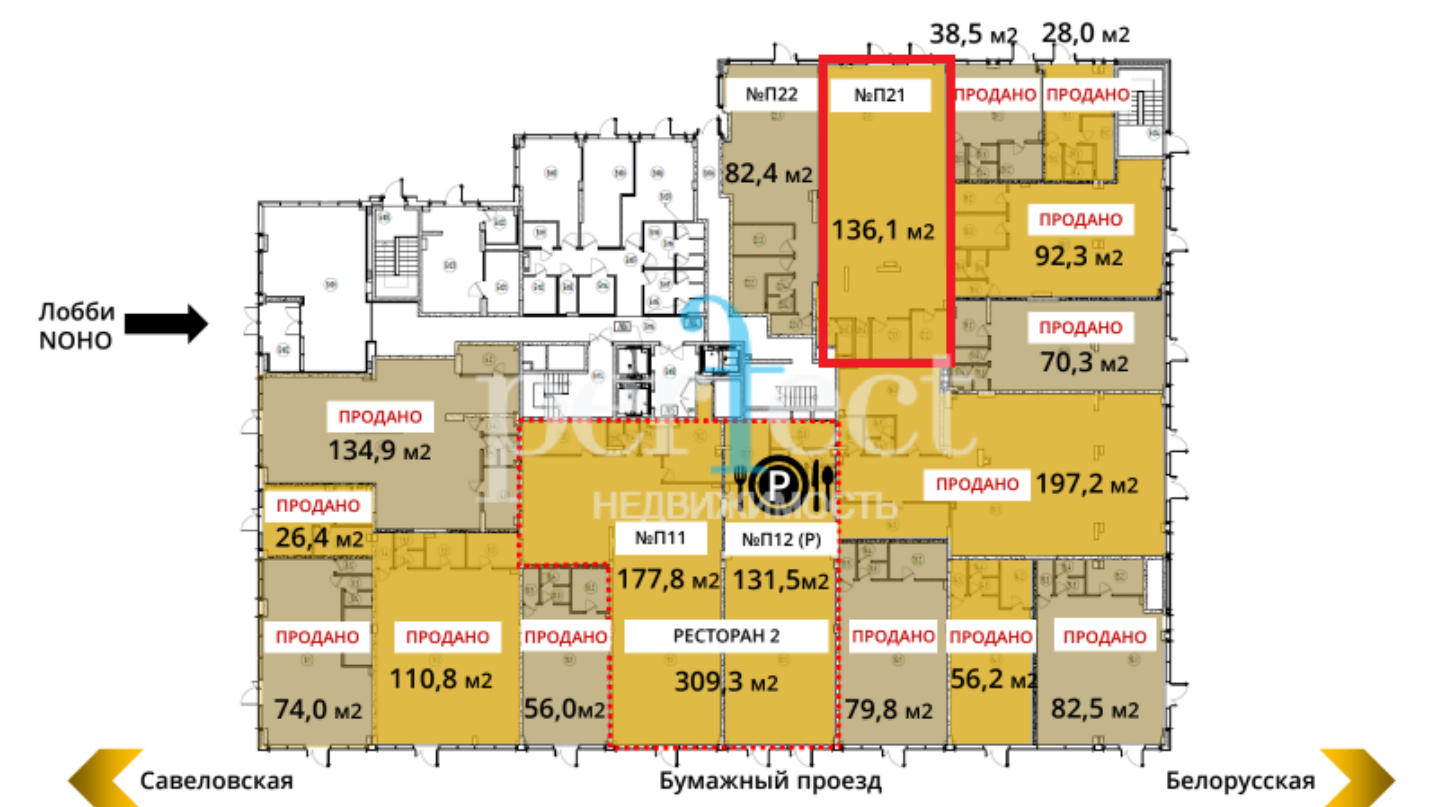 38,5 м2
28,0 м2
№П22
№П21
ПРОДАНО
ПРОДАНО
82,4 м2
136,1 м2
ПРОДАНО
92,3 м2
Лобби
NOHO
ПРОДАНО
70,3 м2
perfect
НЕДВИЖИМОСТЬ
ПРОДАНО
134,9 м2
P
ПРОДАНО
197,2 м2
ПРОДАНО
26,4 м2
№П11
№П12 (Р)
177,8 м2
131,5м2
ПРОДАНО
ПРОДАНО
ПРОДАНО
РЕСТОРАН 2
ПРОДАНО
ПРОДАНО
ПРОДАНО
74,0 м2
110,8 м2
56,0м2
309,3 м2
79,8 м2
56,2 м2
82,5 м2
Савеловская
Бумажный проезд
Белорусская